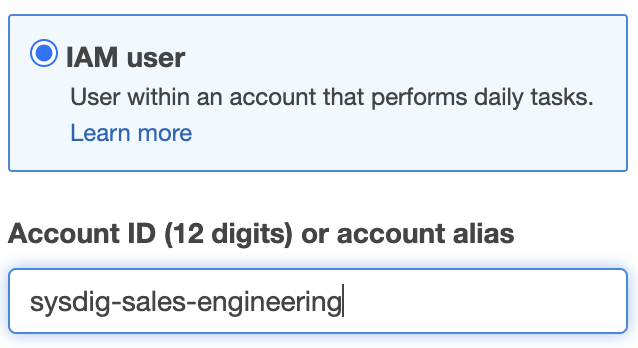 IAM user
User within an account that performs daily tasks.
Learn more
Account ID (12 digits) or account alias
sysdig-sales-engineering